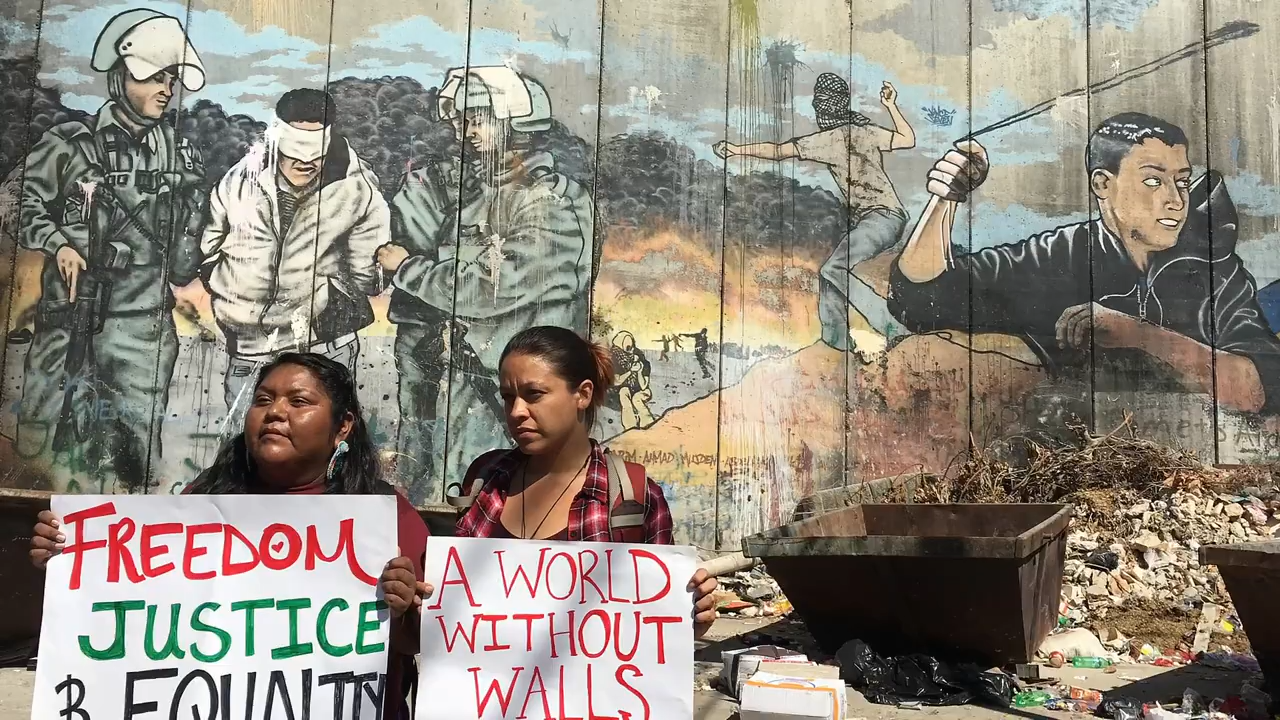 FREEDOM
JUSTICE
& EQUALITY
A WORLD
WITHOUT
WALLS